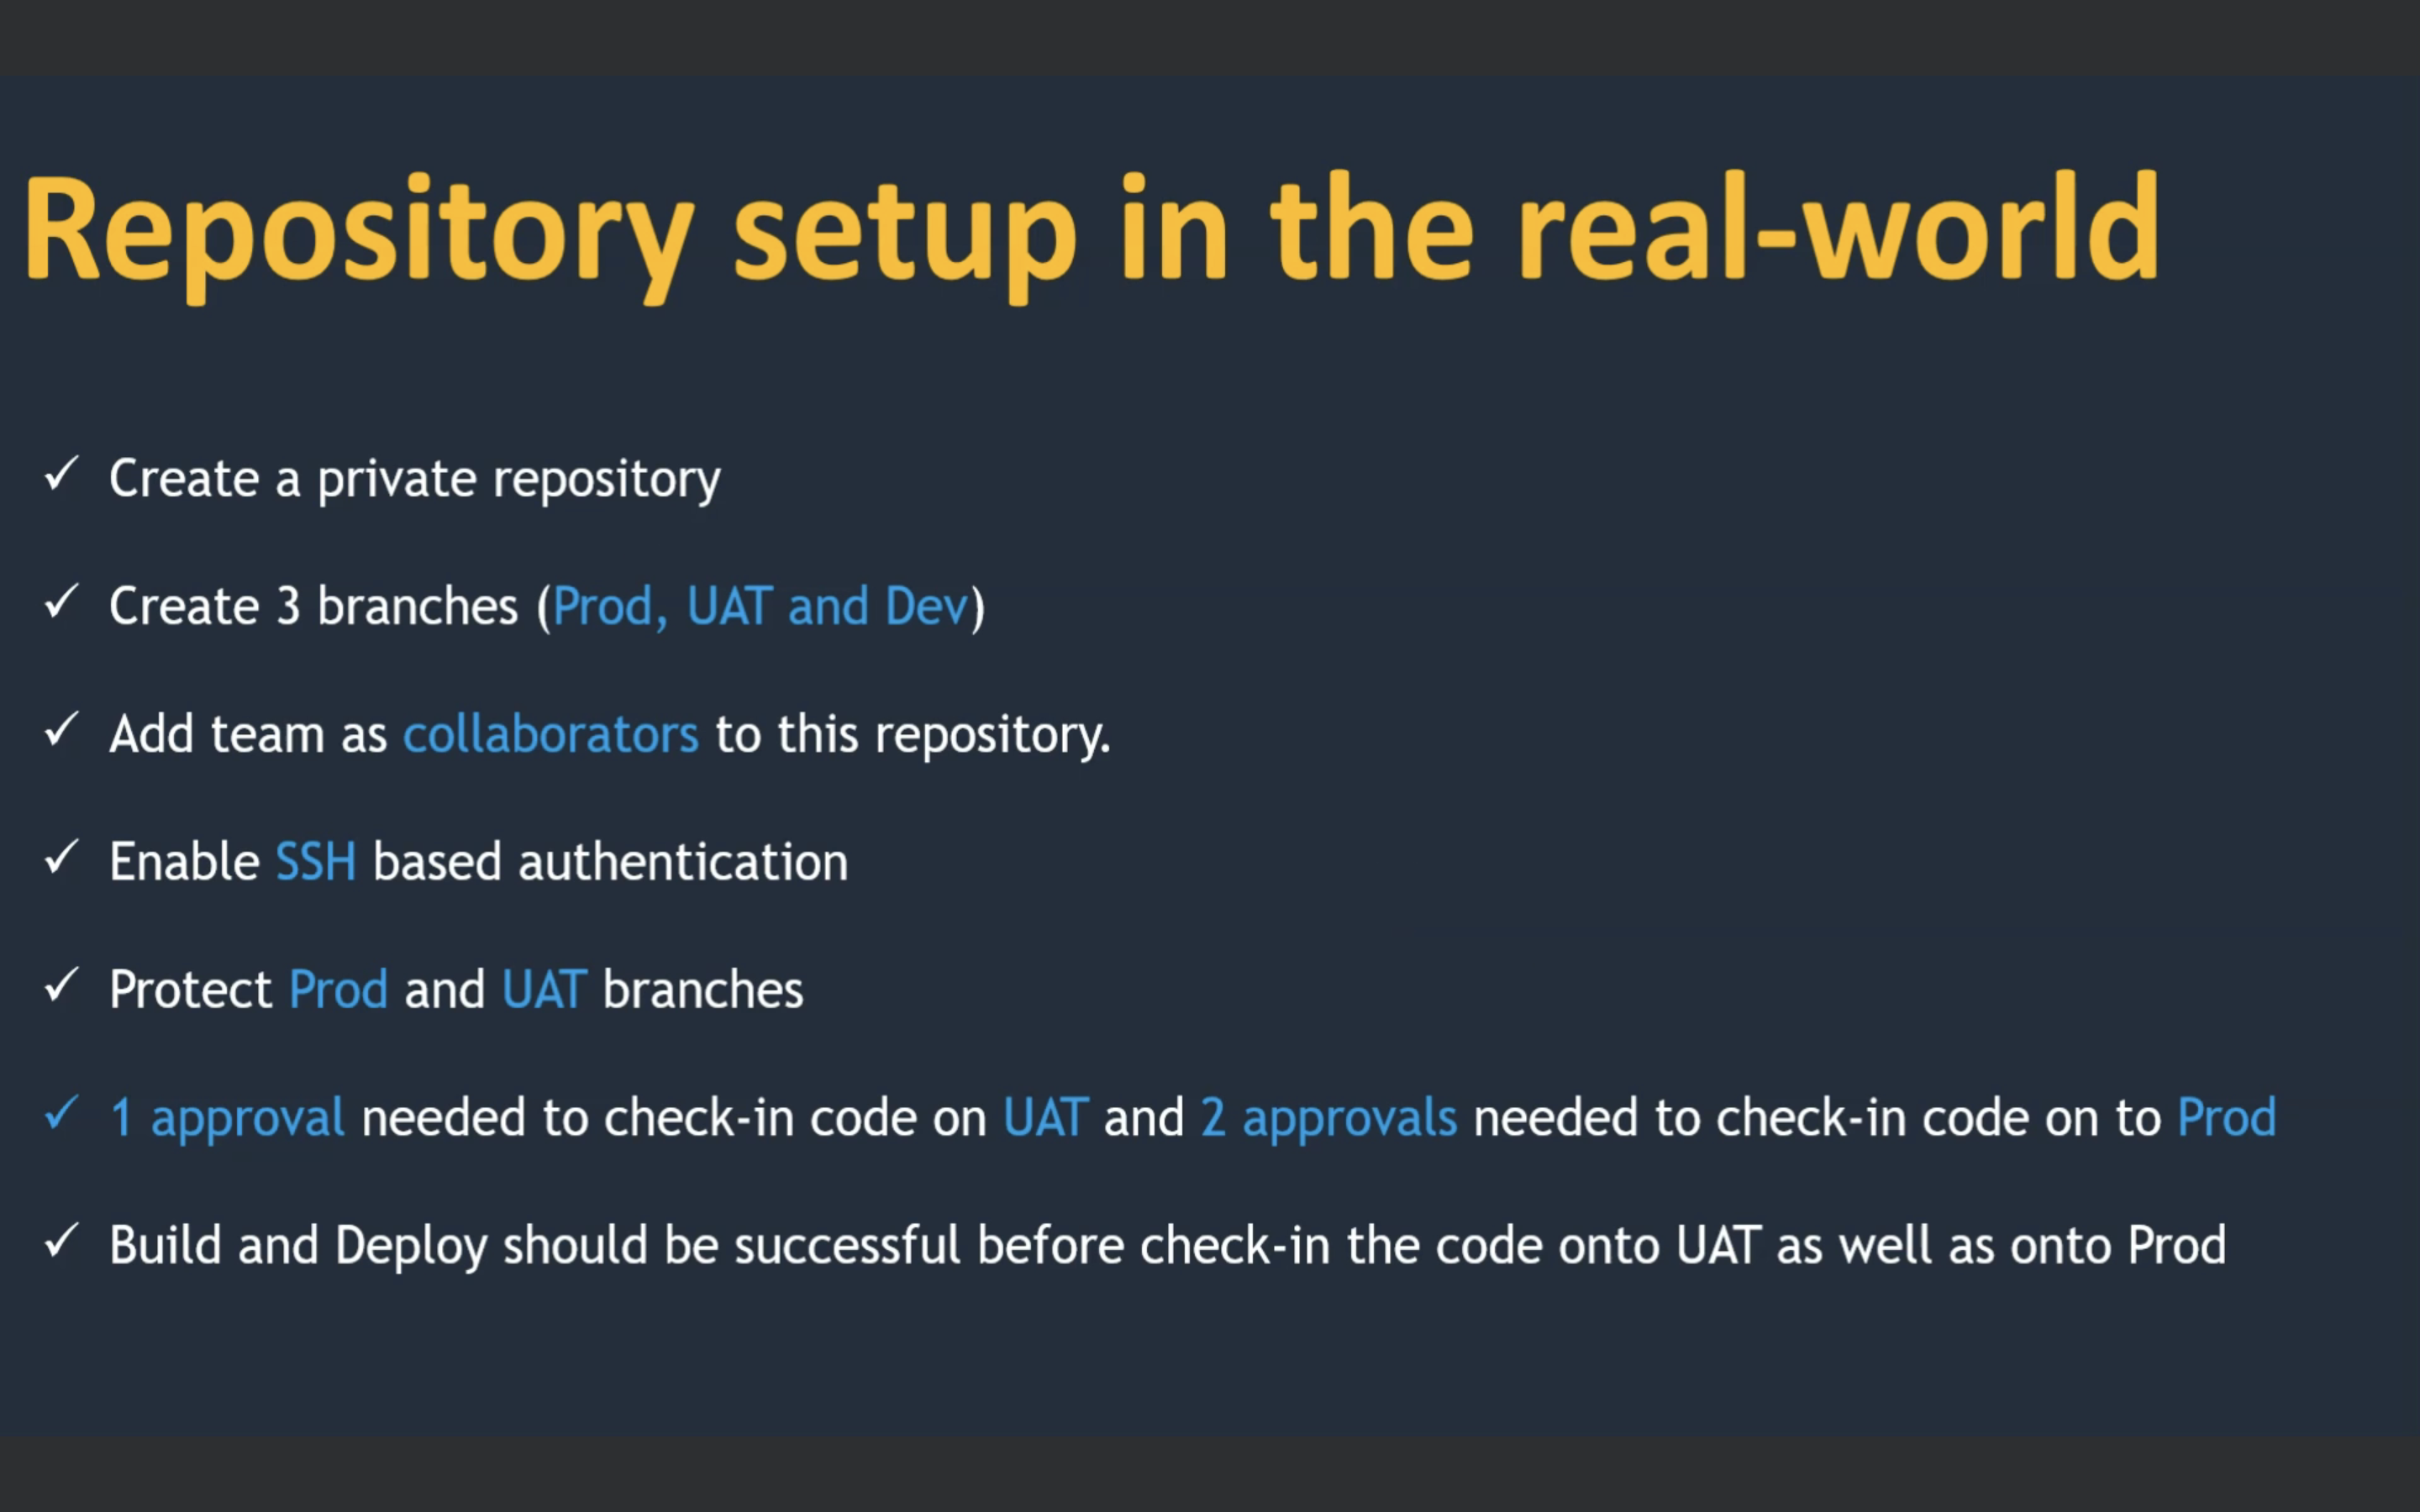 Repository setup in the real-world
✓ Create a private repository
✓ Create 3 branches (Prod, UAT and Dev)
✓ Add team as collaborators to this repository.
✓ Enable SSH based authentication
✓ Protect Prod and UAT branches
✓ 1 approval needed to check-in code on UAT and 2 approvals needed to check-in code on to Prod
✓ Build and Deploy should be successful before check-in the code onto UAT as well as onto Prod